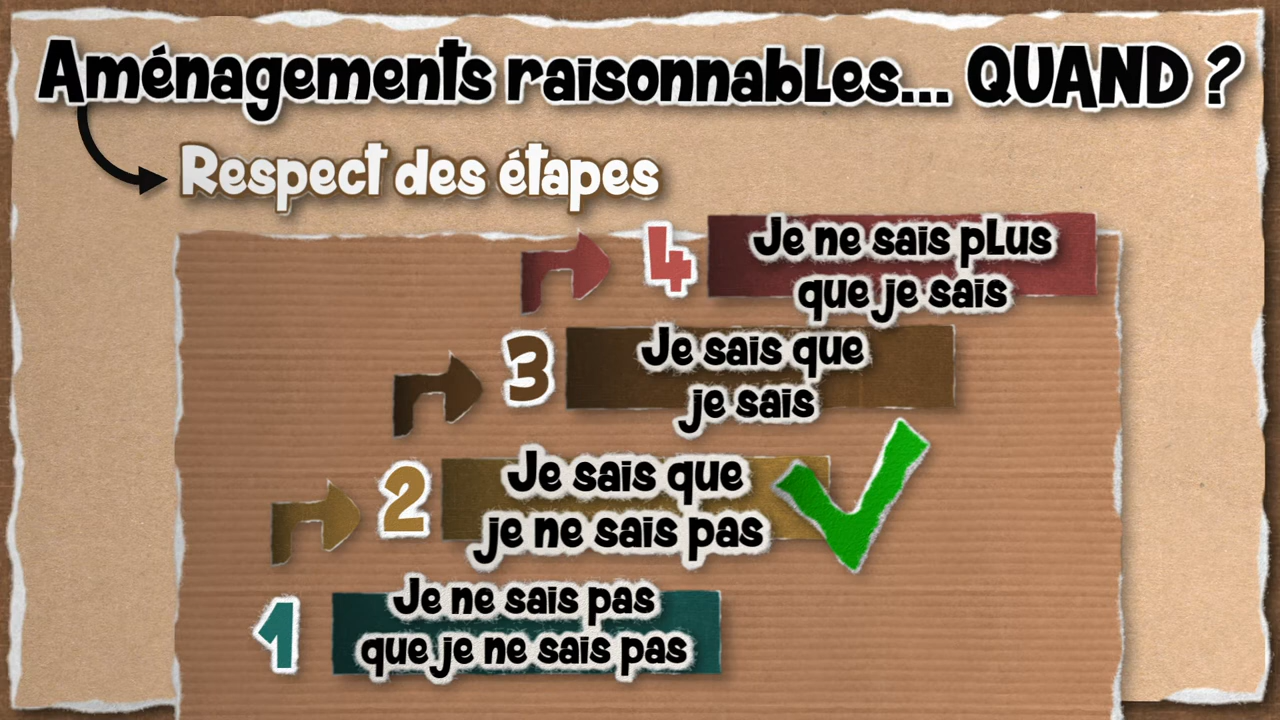 Aménagements raisonnables... QUAND ?
Respect des étapes
4
Je ne sais plus
que je sais
3
Je sais que
je sais
2
Je sais que
je ne sais pas
1
Je ne sais pas
que je ne sais pas